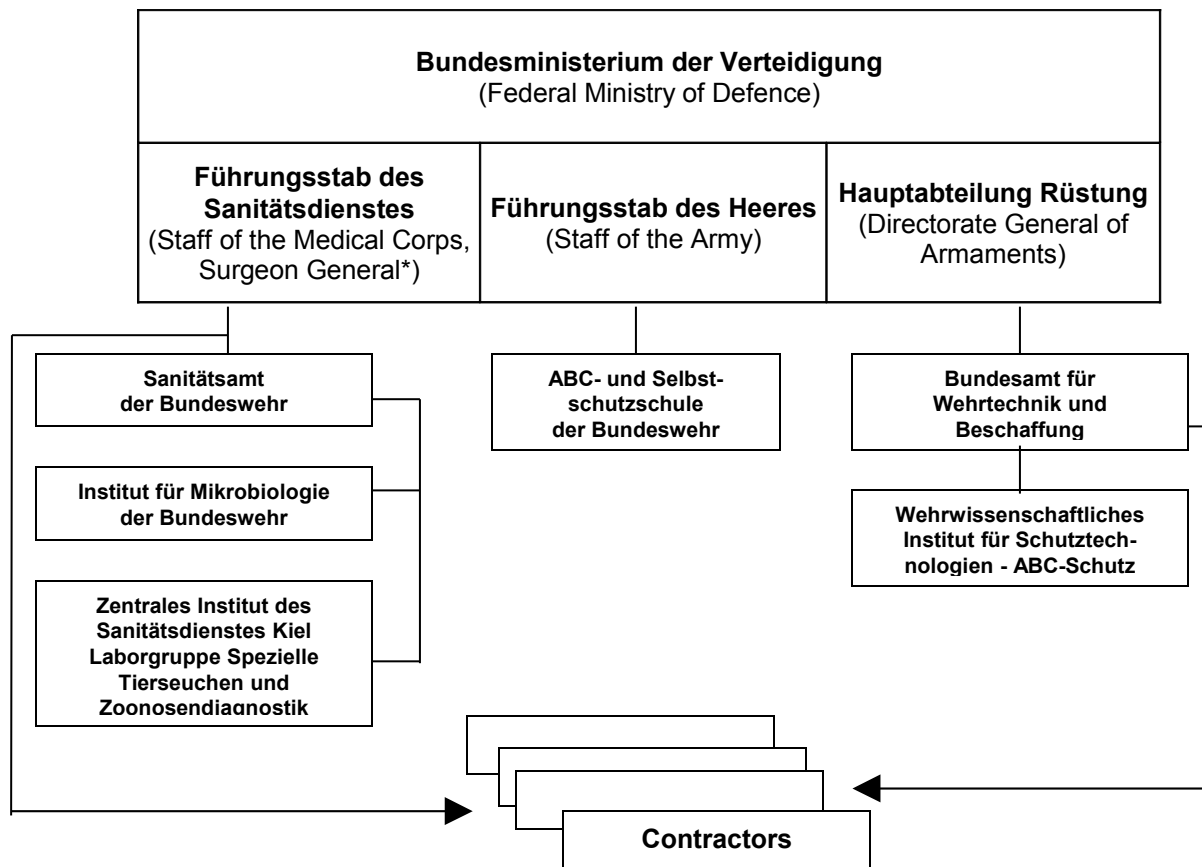 Bundesministerium der Verteidigung
(Federal Ministry of Defence)
Führungsstab des
Sanitätsdienstes
(Staff of the Medical Corps,
Surgeon General*)
Führungsstab des Heeres
(Staff of the Army)
Hauptabteilung Rüstung
(Directorate General of
Armaments)
Sanitätsamt
der Bundeswehr
ABC- und Selbst-
schutzschule
der Bundeswehr
Bundesamt für
Wehrtechnik und
Beschaffung
Institut für Mikrobiologie
der Bundeswehr
Wehrwissenschaftliches
Institut für Schutztech-
nologien - ABC-Schutz
Zentrales Institut des
Sanitätsdienstes Kiel
Laborgruppe Spezielle
Tierseuchen und
Zoonosendiagnostik
Contractors